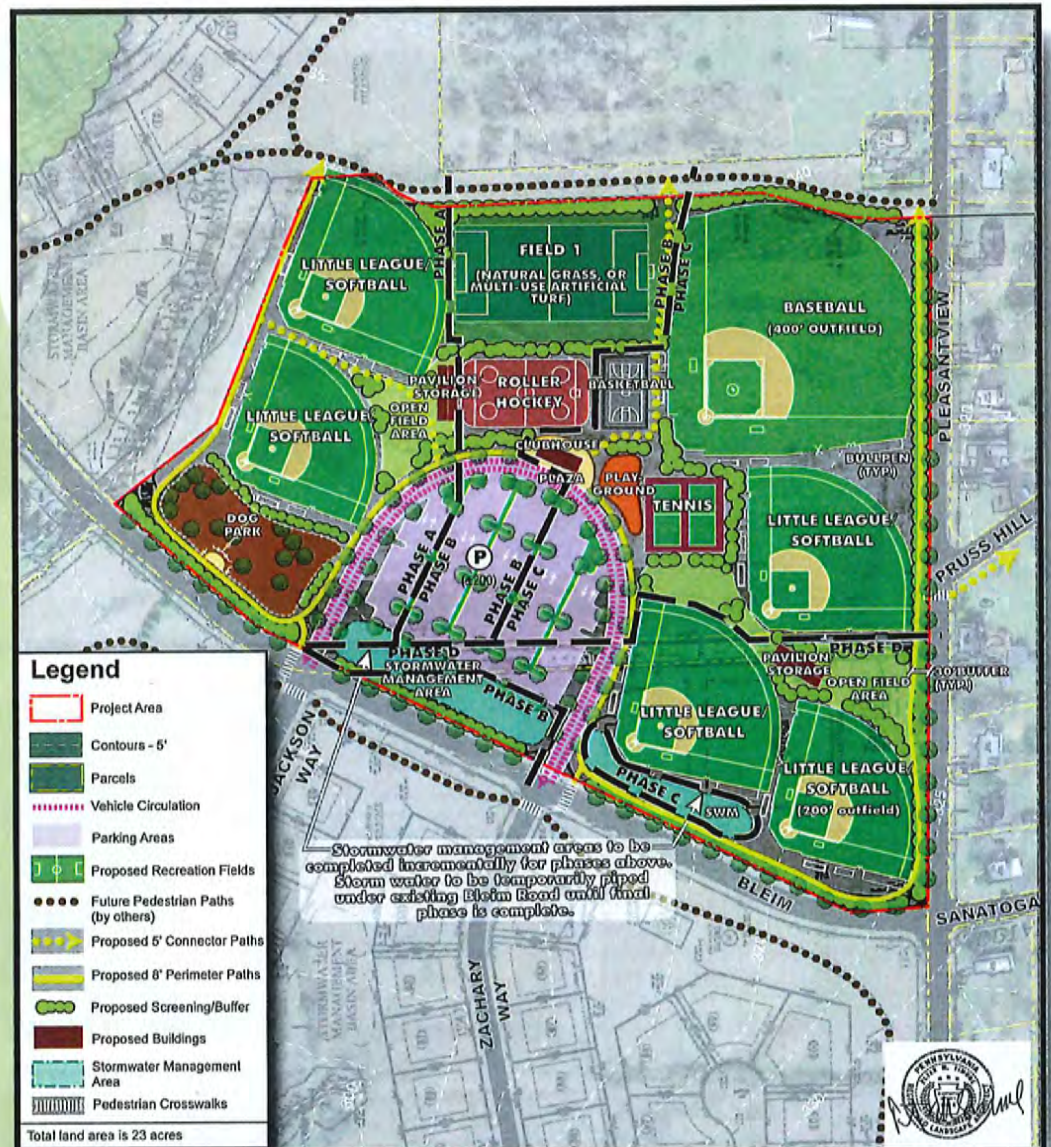 PHASE A
FIELD 1
(NATURAL GRASS, OR
MULTI-USE ARTIFICIAL
TURF)
PHASE B
PHASE C
LITTLE LEAGUE/
SOFTBALL
BASEBALL
(400' OUTFIELD)
PLEASANTVIEW
STORMWATER
MANAGEMENT
BASIN AREA
340
320
PAVILION
STORAGE
ROLLER
HOCKEY
BASKETBALL
LITTLE LEAGUE/
SOFTBALL
OPEN
FIELD
AREA
CLUBHOUSE
PLAZA
PLAY-
GROUND
BULLPEN
(TYP.)
TENNIS
DOG
PARK
LITTLE LEAGUE/
SOFTBALL
PRUSS HILL
P
PHASE A
PHASE B
PHASE B
PHASE C
PHASE D
STORMWATER
MANAGEMENT
AREA
PHASE B
PHASE D
PAVILION
STORAGE
OPEN FIELD
AREA
30' BUFFER
(TYP.)
LITTLE LEAGUE/
SOFTBALL
LITTLE LEAGUE/
SOFTBALL
(200' outfield)
325
PHASE C
SWM
JACKSON
WAY
Stormwater management areas to be
completed incrementally for phases above.
Storm water to be temporarily piped
under existing Bleim Road until final
phase is complete.
BLEIM
SANATOGA
STORMWATER
MANAGEMENT
BASIN AREA
ZACHARY
WAY
Legend
Project Area
Contours - 5'
Parcels
Vehicle Circulation
Parking Areas
Proposed Recreation Fields
Future Pedestrian Paths
(by others)
Proposed 5' Connector Paths
Proposed 8' Perimeter Paths
Proposed Screening/Buffer
Proposed Buildings
Stormwater Management
Area
Pedestrian Crosswalks
Total land area is 23 acres
PENNSYLVANIA